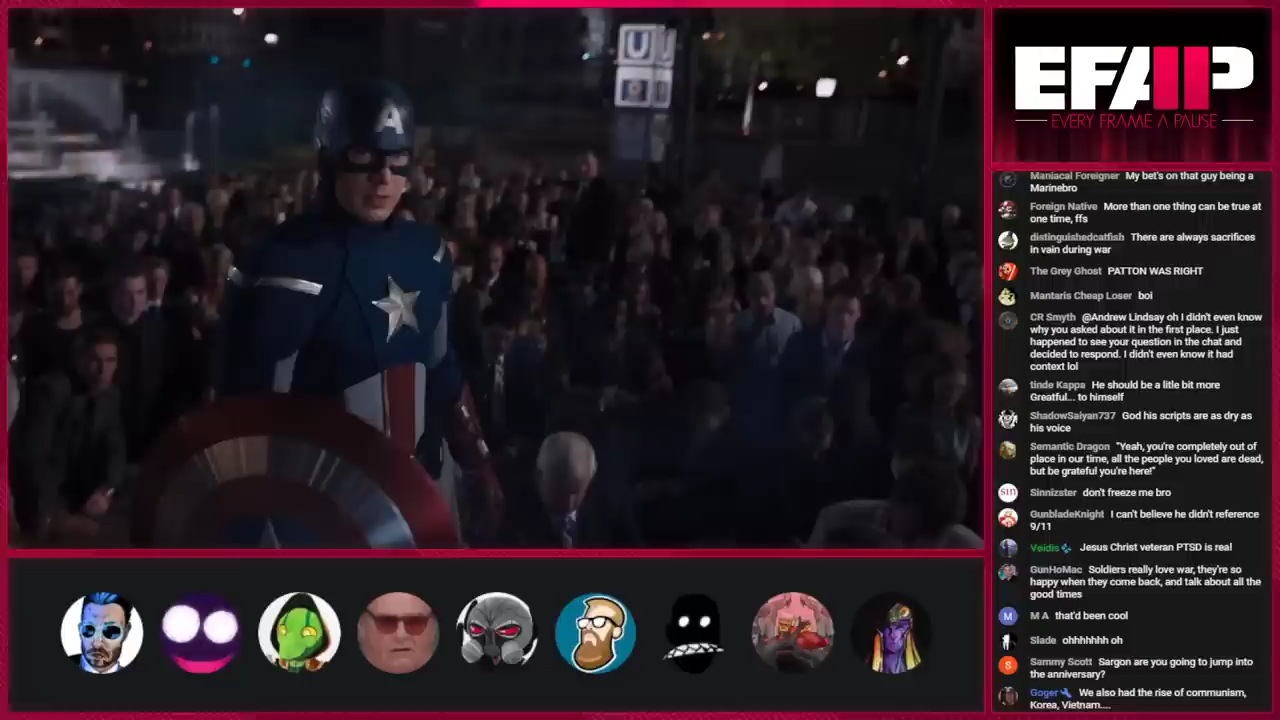 U
A
EFAP
EVERY FRAME A PAUSE
Maniacal Foreigner My bet's on that guy being a
Marinebro
Foreign Native More than one thing can be true at
one time, ffs
distinguishedcatfish There are always sacrifices
in vain during war
The Grey Ghost PATTON WAS RIGHT
Mantaris Cheap Loser boi
CR Smyth @Andrew Lindsay oh I didn't even know
why you asked about it in the first place. I just
happened to see your question in the chat and
decided to respond. I didn't even know it had
context lol
tinde Kappa He should be a litle bit more
Greatful... to himself
ShadowSaiyan737 God his scripts are as dry as
his voice
Semantic Dragon "Yeah, you're completely out of
place in our time, all the people you loved are dead,
but be grateful you're here!"
sin Sinnizster don't freeze me bro
GunbladeKnight I can't believe he didn't reference
9/11
Veidis Jesus Christ veteran PTSD is real
GunHoMac Soldiers really love war, they're so
happy when they come back, and talk about all the
good times
M M A that'd been cool
Slade ohhhhhhh oh
S Sammy Scott Sargon are you going to jump into
the anniversary?
Goger We also had the rise of communism,
Korea, Vietnam....